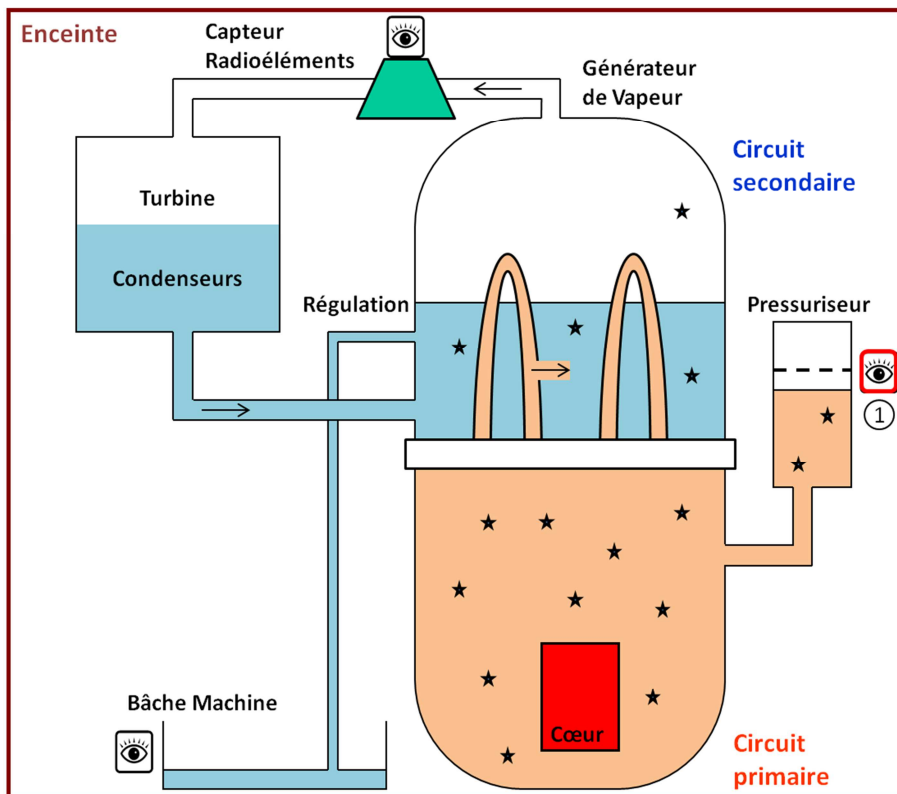 Enceinte
Capteur
Radioéléments
Générateur
de Vapeur
Circuit
secondaire
Turbine
Condenseurs
Régulation
Pressuriseur
1
Bâche Machine
Cœur
Circuit
primaire